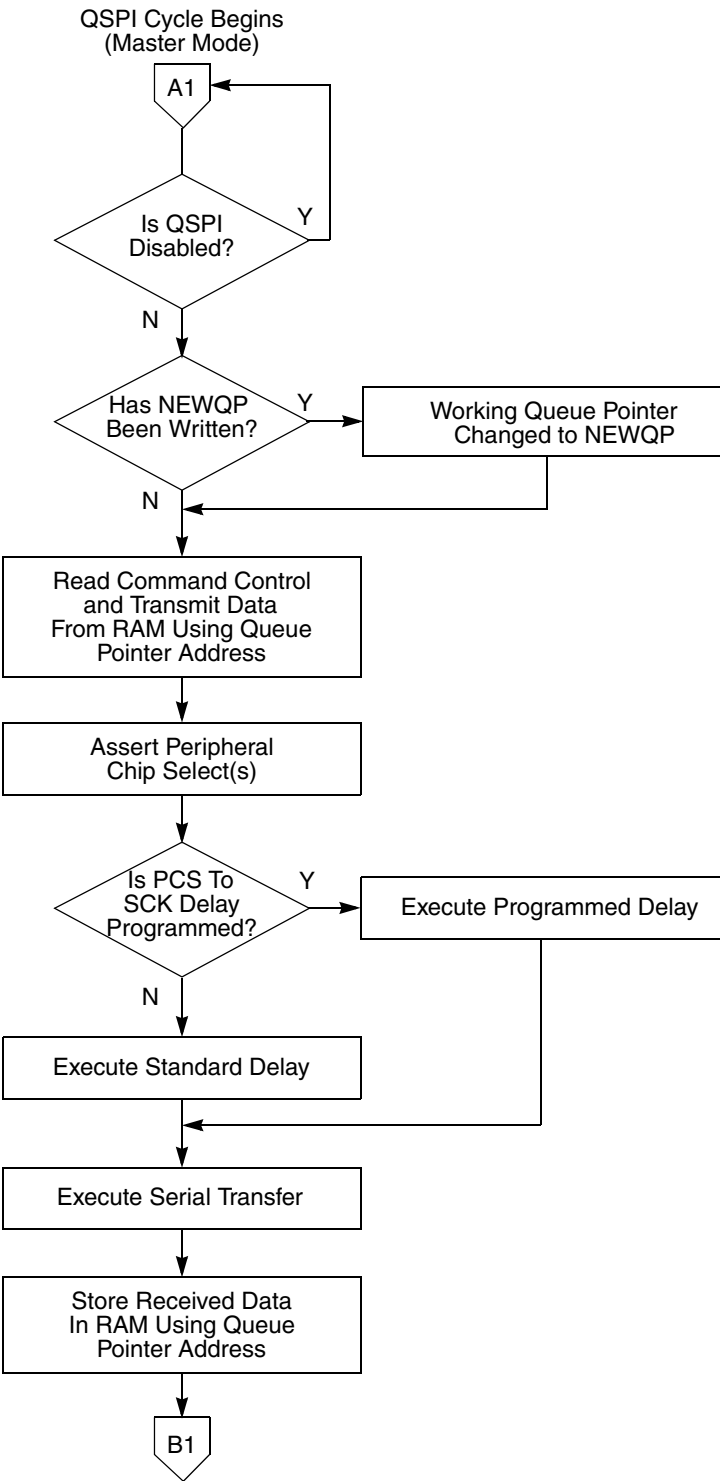 QSPI Cycle Begins
(Master Mode)
A1
Is QSPI
Disabled?
Y
N
Has NEWQP
Been Written?
Y
Working Queue Pointer
Changed to NEWQP
N
Read Command Control
and Transmit Data
From RAM Using Queue
Pointer Address
Assert Peripheral
Chip Select(s)
Is PCS To
SCK Delay
Programmed?
Y
Execute Programmed Delay
N
Execute Standard Delay
Execute Serial Transfer
Store Received Data
In RAM Using Queue
Pointer Address
B1